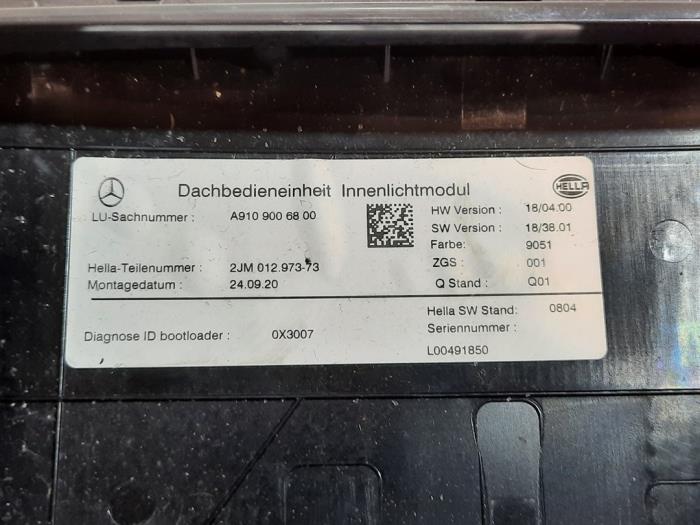 Dachbedieneinheit Innenlichtmodul
HELLA
LU-Sachnummer : A910 900 68 00
HW Version : 18/04.00
SW Version : 18/38.01
Farbe: 9051
Hella-Teilenummer : 2JM 012.973-73
ZGS : 001
Montagedatum : 24.09.20
Q Stand : Q01
Hella SW Stand: 0804
Diagnose ID bootloader : 0X3007
Seriennummer :
L00491850